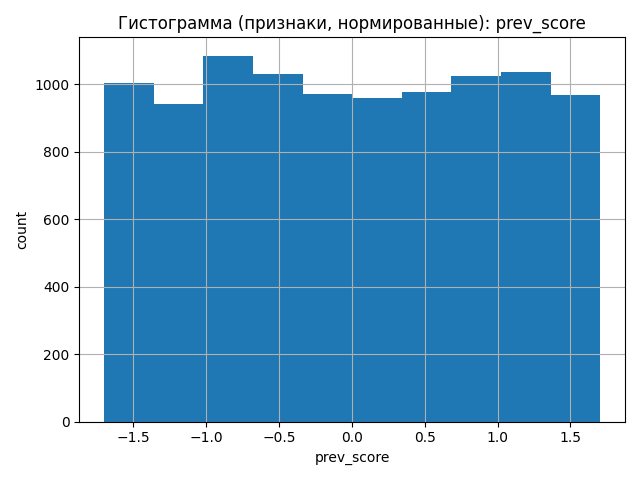 Гистограмма (признаки, нормированные): prev_score
1000
800
600
400
200
0
count
−1.5 −1.0 −0.5 0.0 0.5 1.0 1.5
prev_score